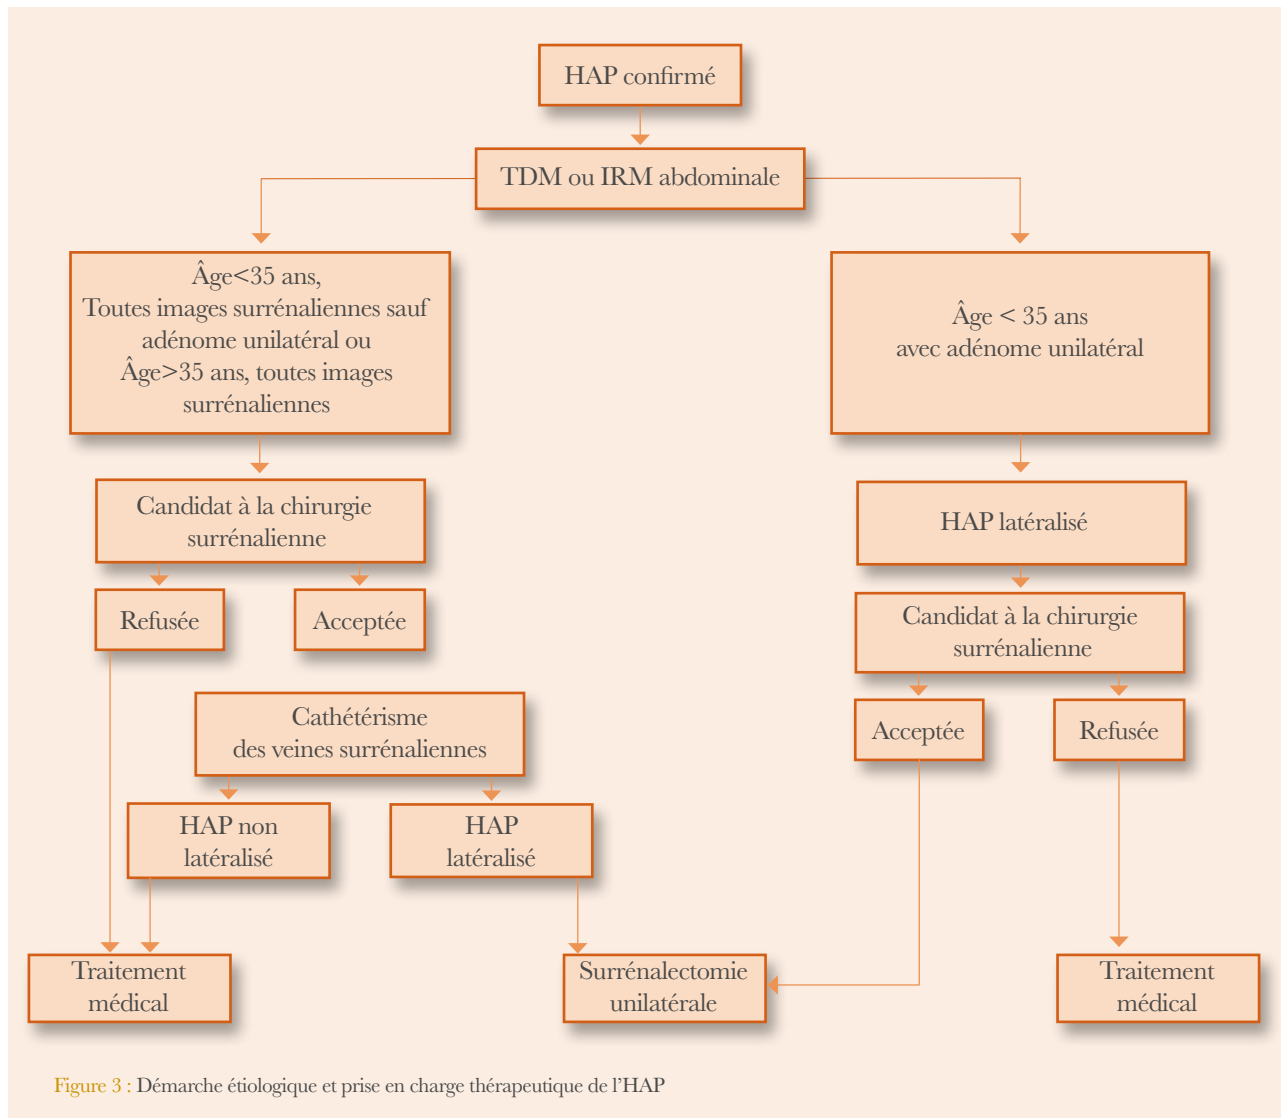 HAP confirmé
TDM ou IRM abdominale
Âge<35 ans,
Toutes images surrénaliennes sauf
adénome unilatéral ou
Âge>35 ans, toutes images
surrénaliennes
Âge < 35 ans
avec adénome unilatéral
Candidat à la chirurgie
surrénalienne
HAP latéralisé
Refusée
Acceptée
Candidat à la chirurgie
surrénalienne
Cathétérisme
des veines surrénaliennes
Acceptée
Refusée
HAP non
latéralisé
HAP
latéralisé
Traitement
médical
Surrénalectomie
unilatérale
Traitement
médical
Figure 3 : Démarche étiologique et prise en charge thérapeutique de l’HAP